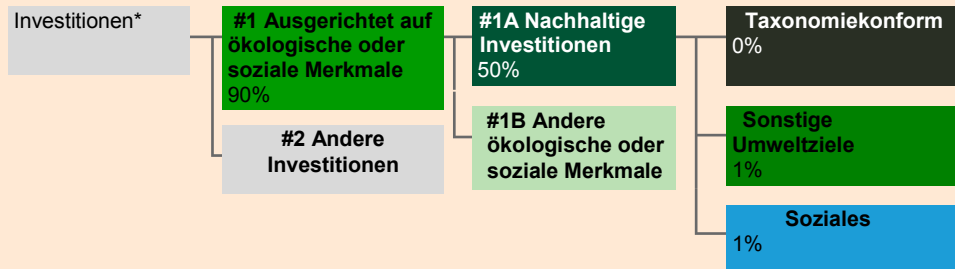 Investitionen*
#1 Ausgerichtet auf
ökologische oder
soziale Merkmale
90%
#2 Andere
Investitionen
#1A Nachhaltige
Investitionen
50%
#1B Andere
ökologische oder
soziale Merkmale
Taxonomiekonform
0%
Sonstige
Umweltziele
1%
Soziales
1%